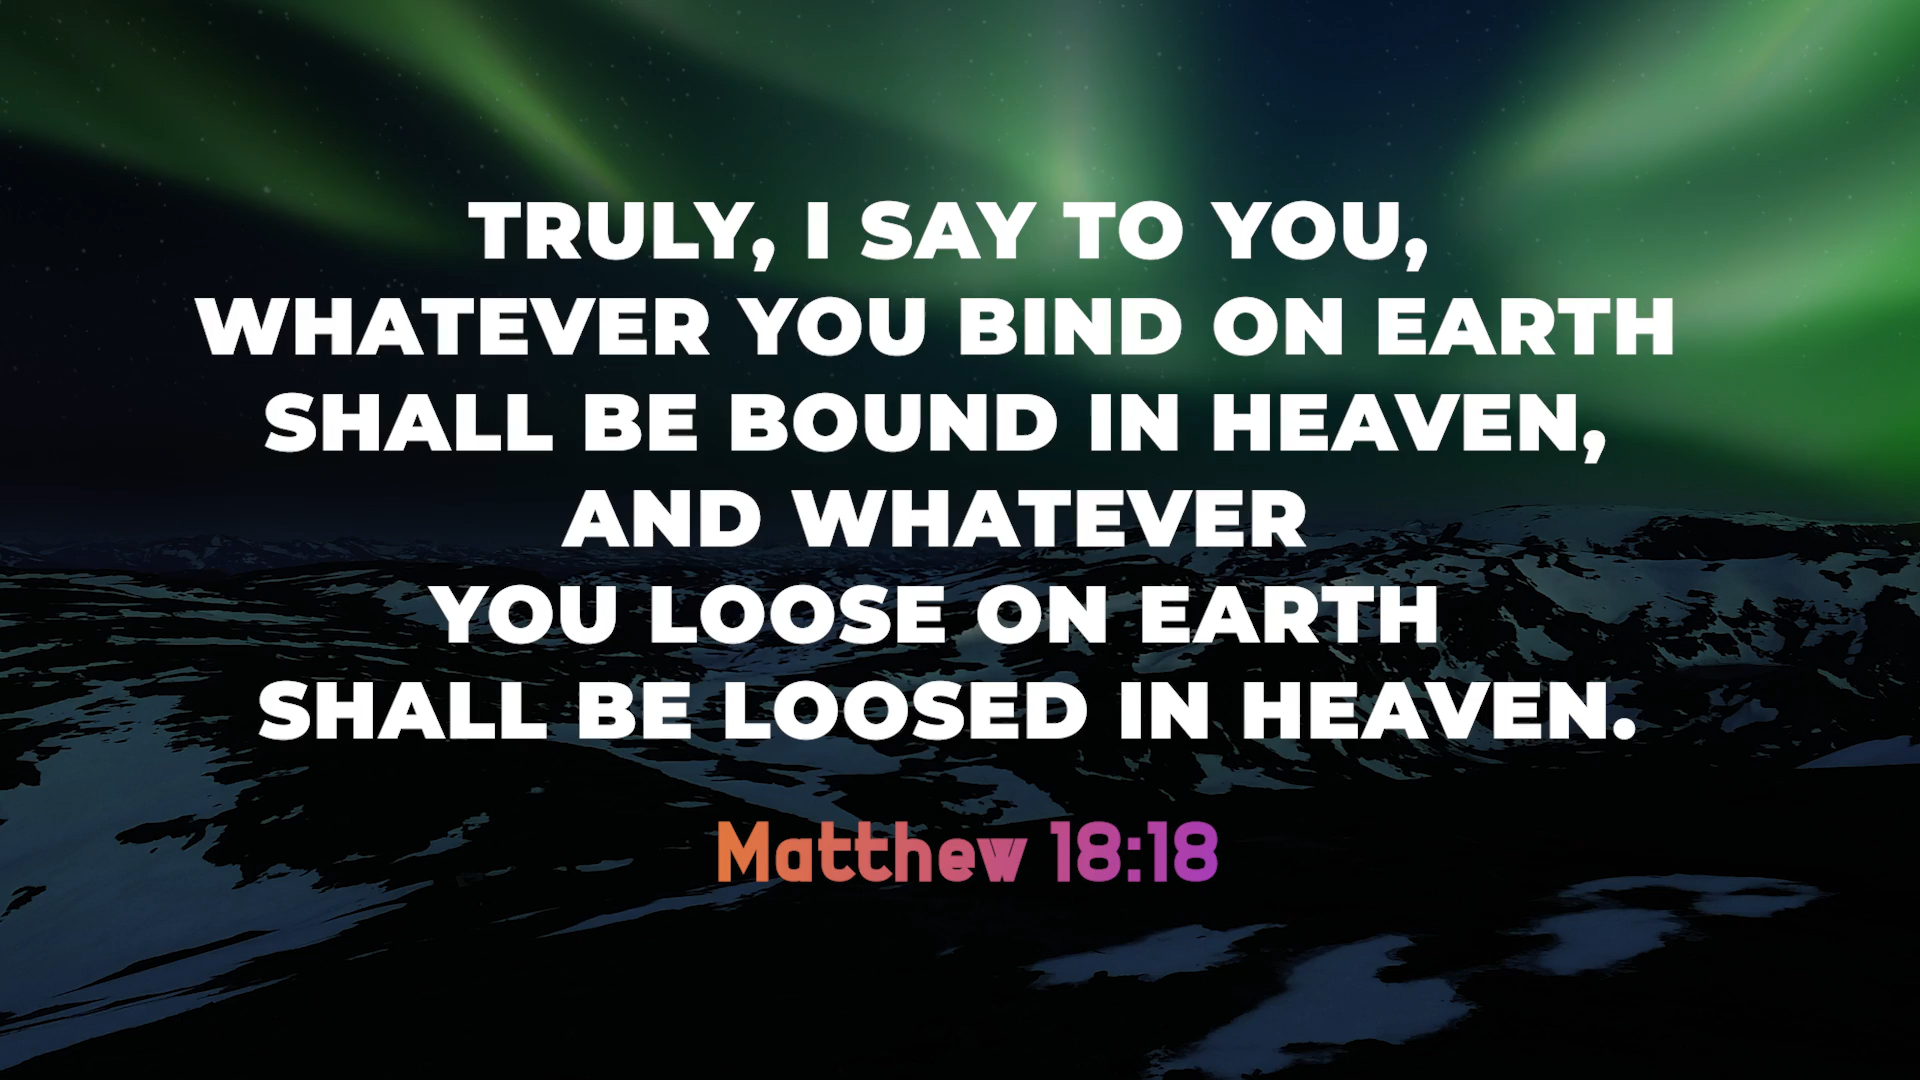 TRULY, I SAY TO YOU,
WHATEVER YOU BIND ON EARTH
SHALL BE BOUND IN HEAVEN,
AND WHATEVER
YOU LOOSE ON EARTH
SHALL BE LOOSED IN HEAVEN.
Matthew 18:18